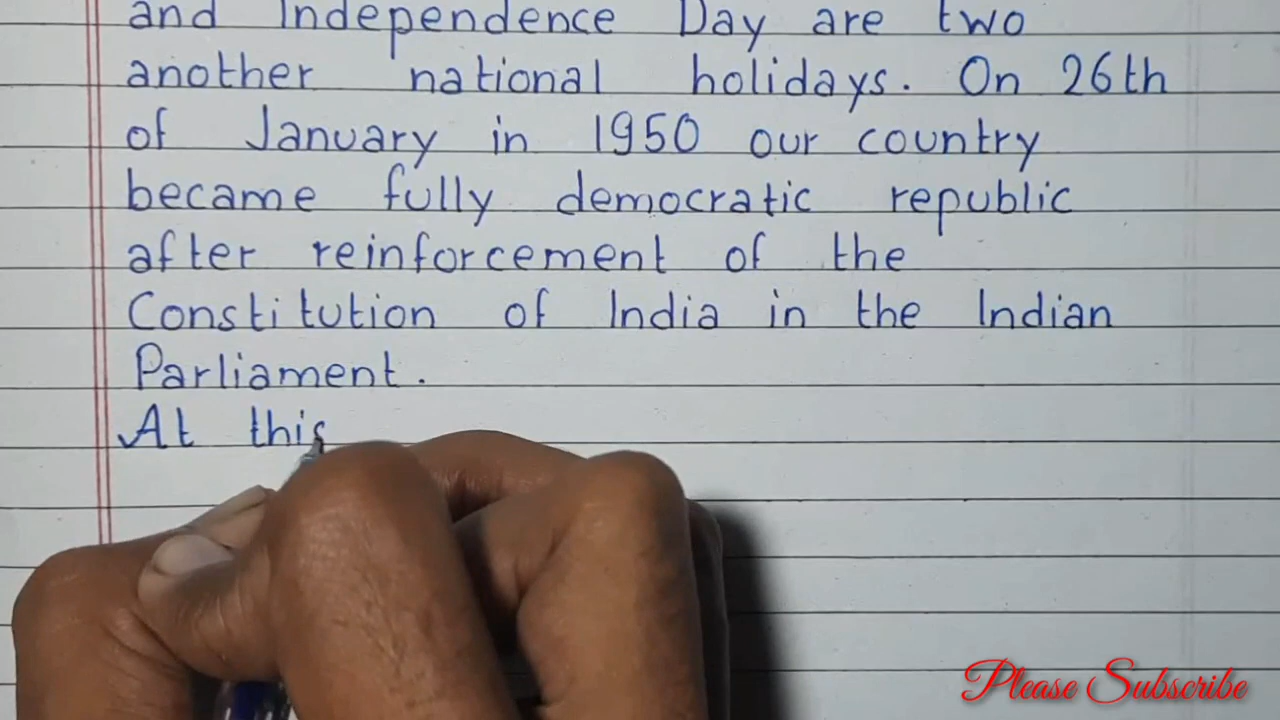 and Independence Day are two
another national holidays. On 26th
of January in 1950 our country
became fully democratic republic
after reinforcement of the
Constitution of India in the Indian
Parliament.
At this
Please Subscribe